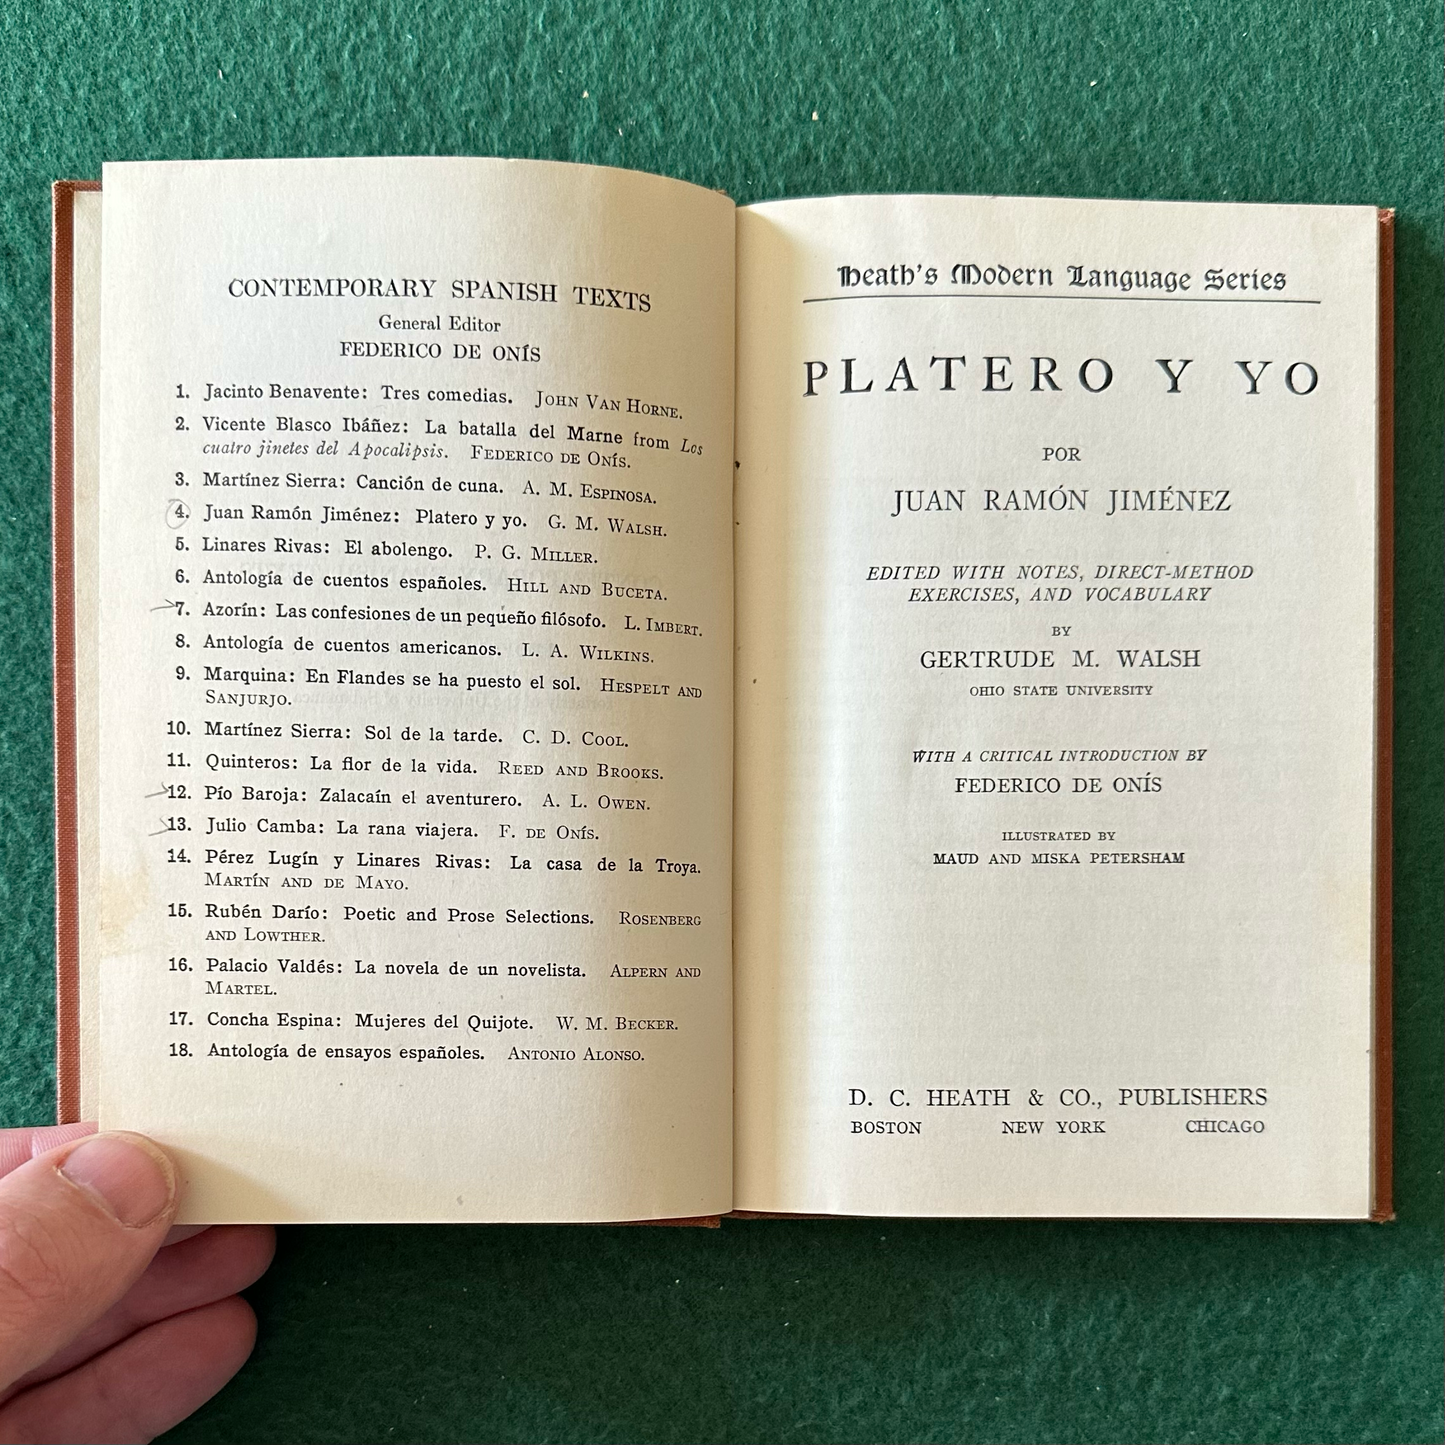 CONTEMPORARY SPANISH TEXTS
General Editor
FEDERICO DE ONÍS
1. Jacinto Benavente: Tres comedias. JOHN VAN HORNE.
2. Vicente Blasco Ibáñez: La batalla del Marne from Los
cuatro jinetes del Apocalipsis. FEDERICO DE ONÍS.
3. Martínez Sierra: Canción de cuna. A. M. ESPINOSA.
4. Juan Ramón Jiménez: Platero y yo. G. M. WALSH.
5. Linares Rivas: El abolengo. P. G. MILLER.
6. Antología de cuentos españoles. HILL AND BUCETA.
7. Azorín: Las confesiones de un pequeño filósofo. L. IMBERT.
8. Antología de cuentos americanos. L. A. WILKINS.
9. Marquina: En Flandes se ha puesto el sol. HESPELT AND
SANJURJO.
10. Martínez Sierra: Sol de la tarde. C. D. COOL.
11. Quinteros: La flor de la vida. REED AND BROOKS.
12. Pío Baroja: Zalacaín el aventurero. A. L. OWEN.
13. Julio Camba: La rana viajera. F. DE ONÍS.
14. Pérez Lugín y Linares Rivas: La casa de la Troya.
MARTÍN AND DE MAYO.
15. Rubén Darío: Poetic and Prose Selections. ROSENBERG
AND LOWTHER.
16. Palacio Valdés: La novela de un novelista. ALPERN AND
MARTEL.
17. Concha Espina: Mujeres del Quijote. W. M. BECKER.
18. Antología de ensayos españoles. ANTONIO ALONSO.
Heath's Modern Language Series
PLATERO Y YO
POR
JUAN RAMÓN JIMÉNEZ
EDITED WITH NOTES, DIRECT-METHOD
EXERCISES, AND VOCABULARY
BY
GERTRUDE M. WALSH
OHIO STATE UNIVERSITY
WITH A CRITICAL INTRODUCTION BY
FEDERICO DE ONÍS
ILLUSTRATED BY
MAUD AND MISKA PETERSHAM
D. C. HEATH & CO., PUBLISHERS
BOSTON NEW YORK CHICAGO